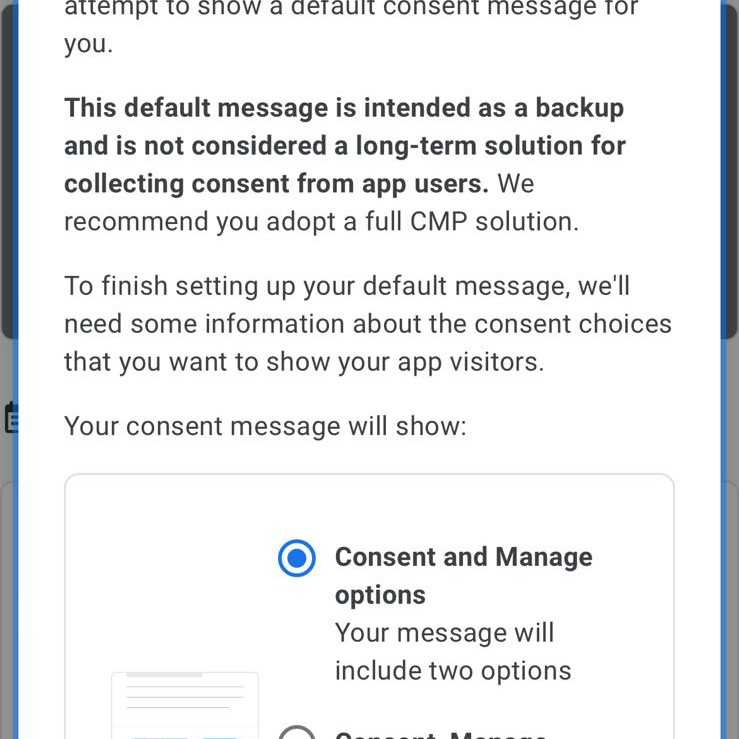 attempt to show a default consent message for
you.
This default message is intended as a backup
and is not considered a long-term solution for
collecting consent from app users. We
recommend you adopt a full CMP solution.
To finish setting up your default message, we'll
need some information about the consent choices
that you want to show your app visitors.
Your consent message will show:
Consent and Manage
options
Your message will
include two options
Consent, Manage